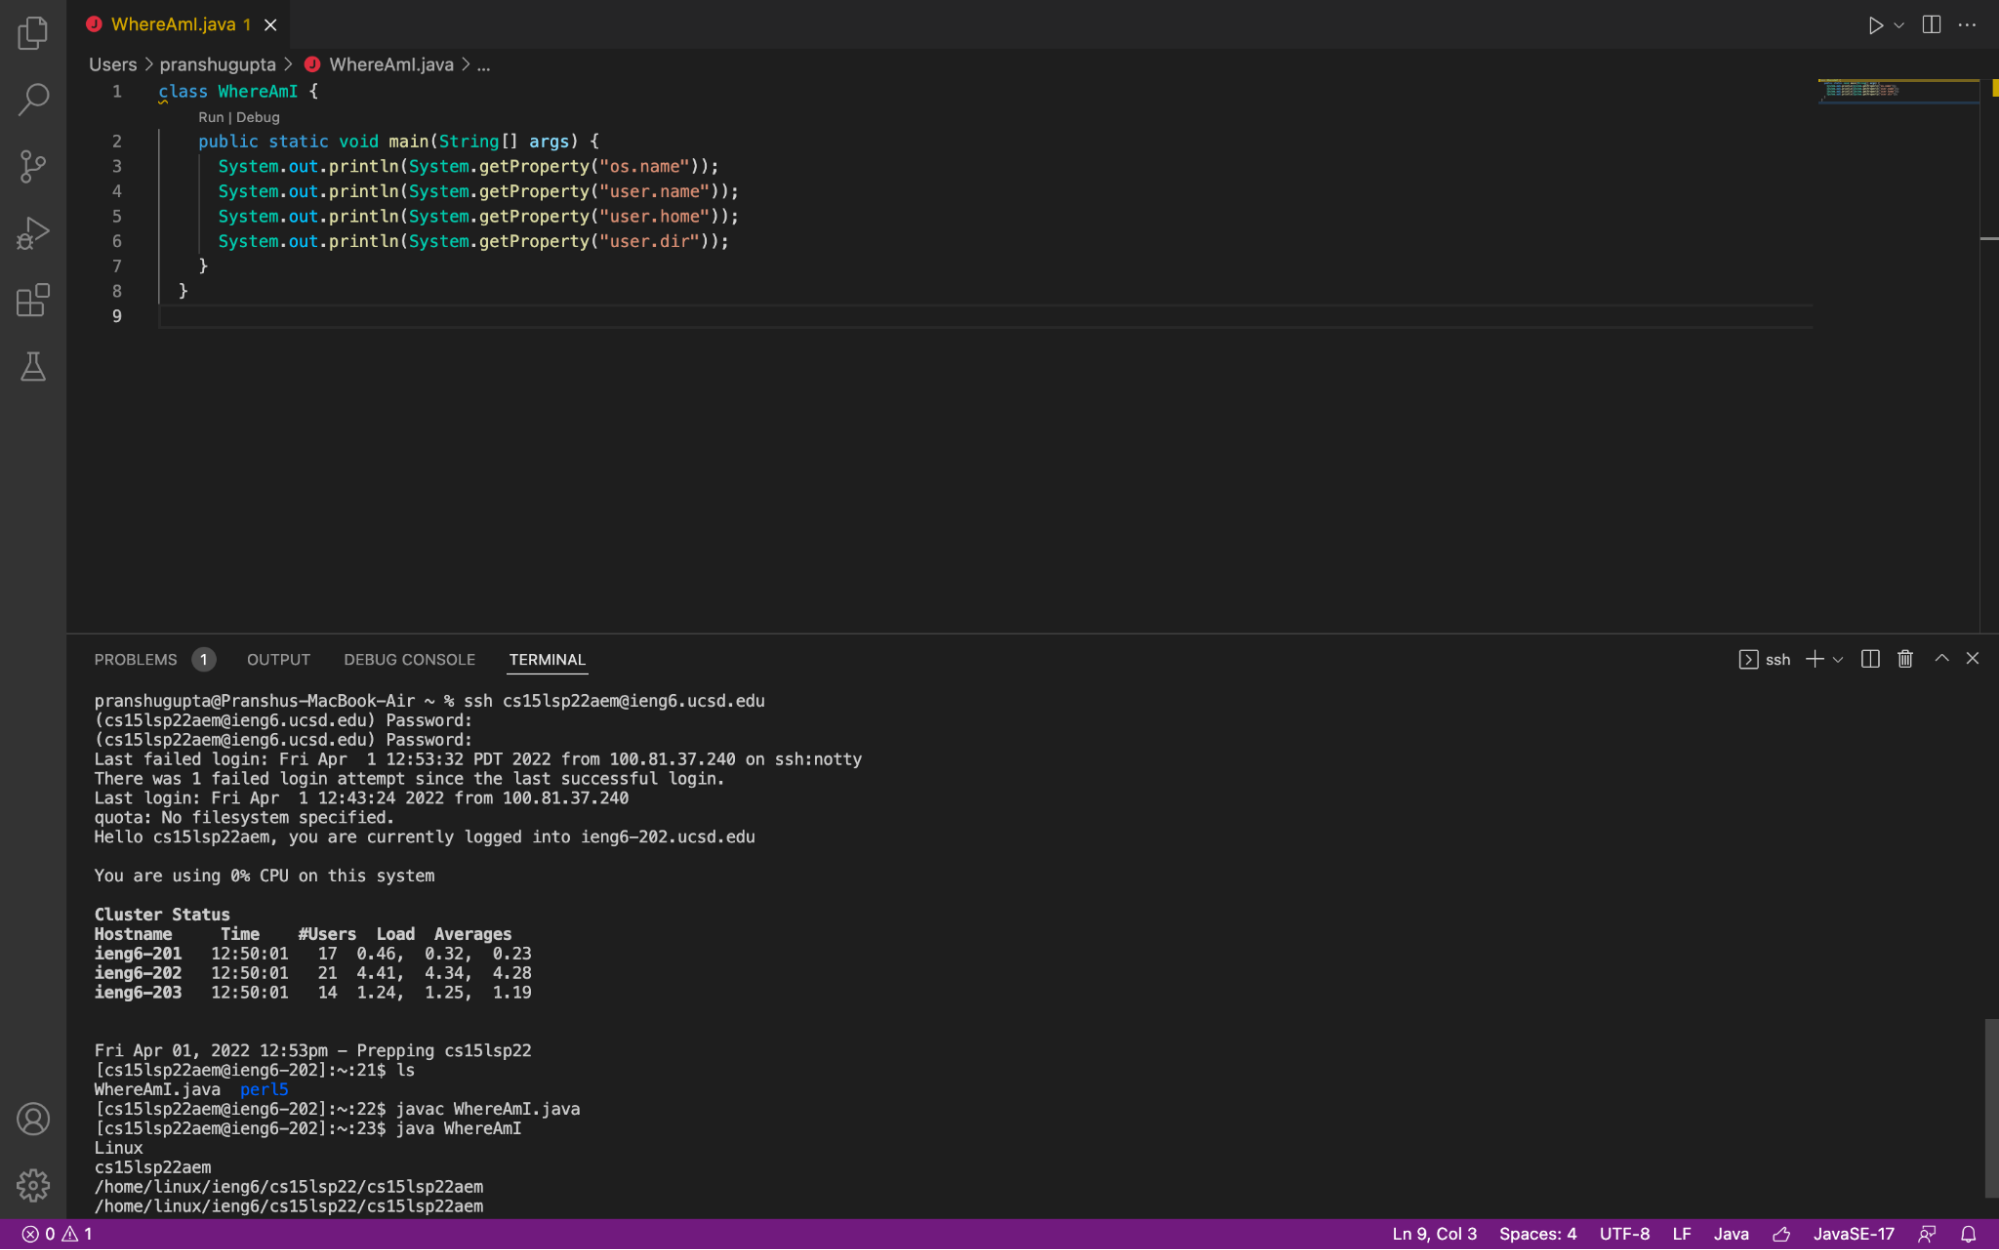 WhereAmI.java 1
Users > pranshugupta > WhereAmI.java > ...
1 class WhereAmI {
Run | Debug
2 public static void main(String[] args) {
3 System.out.println(System.getProperty("os.name"));
4 System.out.println(System.getProperty("user.name"));
5 System.out.println(System.getProperty("user.home"));
6 System.out.println(System.getProperty("user.dir"));
7 }
8 }
9
PROBLEMS 1 OUTPUT DEBUG CONSOLE TERMINAL ssh
pranshugupta@Pranshus-MacBook-Air ~ % ssh cs15lsp22aem@ieng6.ucsd.edu
(cs15lsp22aem@ieng6.ucsd.edu) Password:
(cs15lsp22aem@ieng6.ucsd.edu) Password:
Last failed login: Fri Apr  1 12:53:32 PDT 2022 from 100.81.37.240 on ssh:notty
There was 1 failed login attempt since the last successful login.
Last login: Fri Apr  1 12:43:24 2022 from 100.81.37.240
quota: No filesystem specified.
Hello cs15lsp22aem, you are currently logged into ieng6-202.ucsd.edu
You are using 0% CPU on this system
Cluster Status
Hostname Time #Users Load Averages
ieng6-201 12:50:01 17 0.46, 0.32, 0.23
ieng6-202 12:50:01 21 4.41, 4.34, 4.28
ieng6-203 12:50:01 14 1.24, 1.25, 1.19
Fri Apr 01, 2022 12:53pm - Prepping cs15lsp22
[cs15lsp22aem@ieng6-202]:~:21$ ls
WhereAmI.java perl5
[cs15lsp22aem@ieng6-202]:~:22$ javac WhereAmI.java
[cs15lsp22aem@ieng6-202]:~:23$ java WhereAmI
Linux
cs15lsp22aem
/home/linux/ieng6/cs15lsp22/cs15lsp22aem
/home/linux/ieng6/cs15lsp22/cs15lsp22aem
0 1 Ln 9, Col 3 Spaces: 4 UTF-8 LF Java JavaSE-17